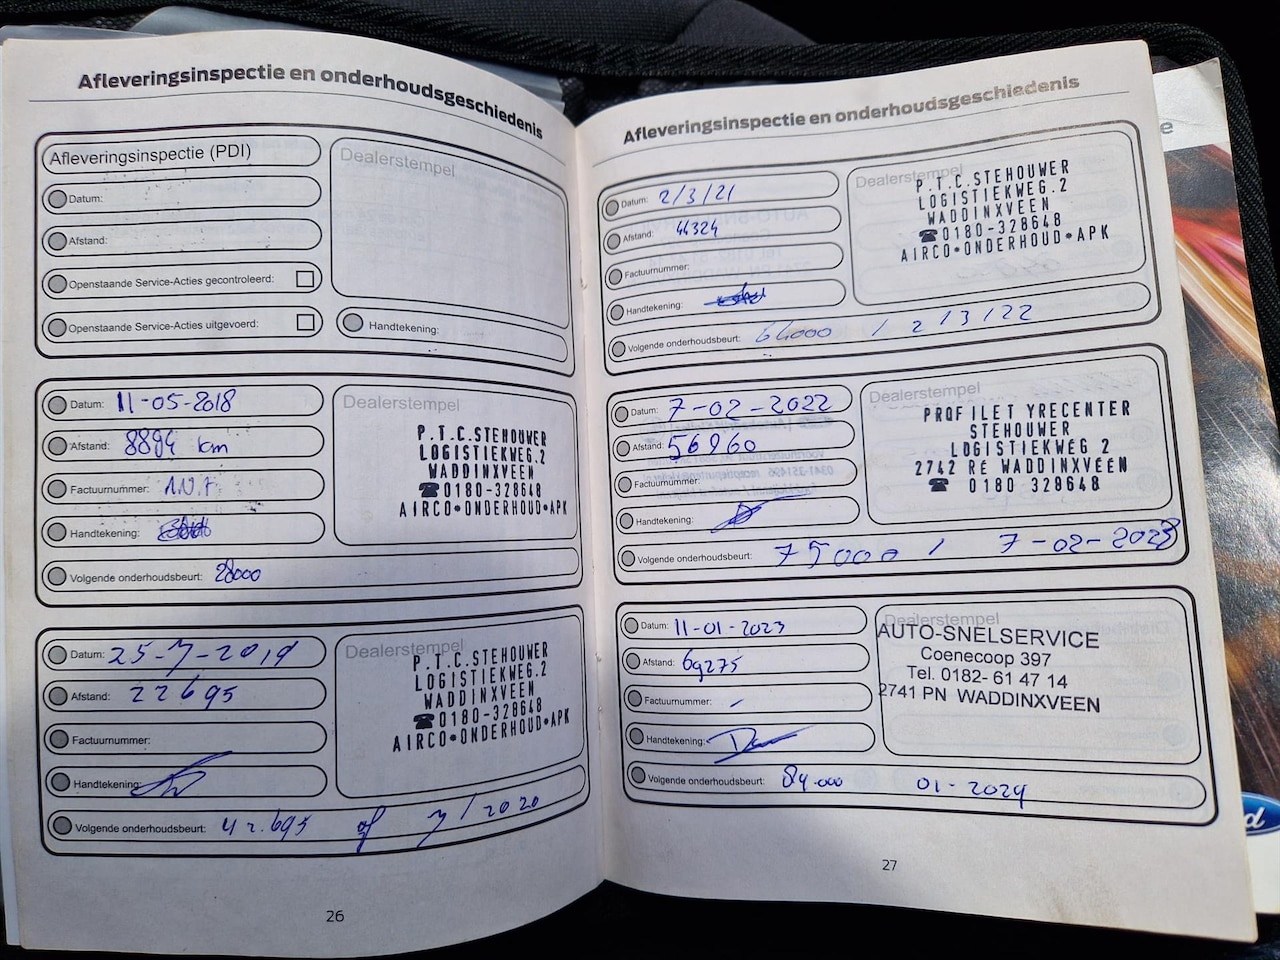 Afleveringsinspectie en onderhoudsgeschiedenis
Afleveringsinspectie (PDI)
Datum:
Afstand:
Openstaande Service-Acties gecontroleerd:
Openstaande Service-Acties uitgevoerd:
Dealerstempel
Handtekening:
Datum: 11-05-2018
Afstand: 8894 km
Factuurnummer:
Handtekening:
Volgende onderhoudsbeurt: 28000
Dealerstempel
P.T.C.STEHOUWER
LOGISTIEKWEG.2
WADDINXVEEN
☎0180-328648
AIRCO•ONDERHOUD•APK
Datum: 25-7-2019
Afstand: 22695
Factuurnummer:
Handtekening:
Volgende onderhoudsbeurt: 42.695 of 7/2020
Dealerstempel
P.T.C.STEHOUWER
LOGISTIEKWEG.2
WADDINXVEEN
☎0180-328648
AIRCO•ONDERHOUD•APK
26
Afleveringsinspectie en onderhoudsgeschiedenis
Datum: 2/3/21
Afstand: 44324
Factuurnummer:
Handtekening:
Volgende onderhoudsbeurt: 64000 / 2/3/22
Dealerstempel
P.T.C.STEHOUWER
LOGISTIEKWEG.2
WADDINXVEEN
☎0180-328648
AIRCO•ONDERHOUD•APK
Datum: 7-02-2022
Afstand: 56860
Factuurnummer:
Handtekening:
Volgende onderhoudsbeurt: 75000 / 7-02-2023
Dealerstempel
PROFILET YRECENTER
STEHOUWER
LOGISTIEKWEG 2
2742 RE WADDINXVEEN
☎ 0180 328648
Datum: 11-01-2023
Afstand: 69275
Factuurnummer: -
Handtekening:
Volgende onderhoudsbeurt: 84.000 01-2024
Dealerstempel
AUTO-SNELSERVICE
Coenecoop 397
Tel. 0182- 61 47 14
2741 PN WADDINXVEEN
27